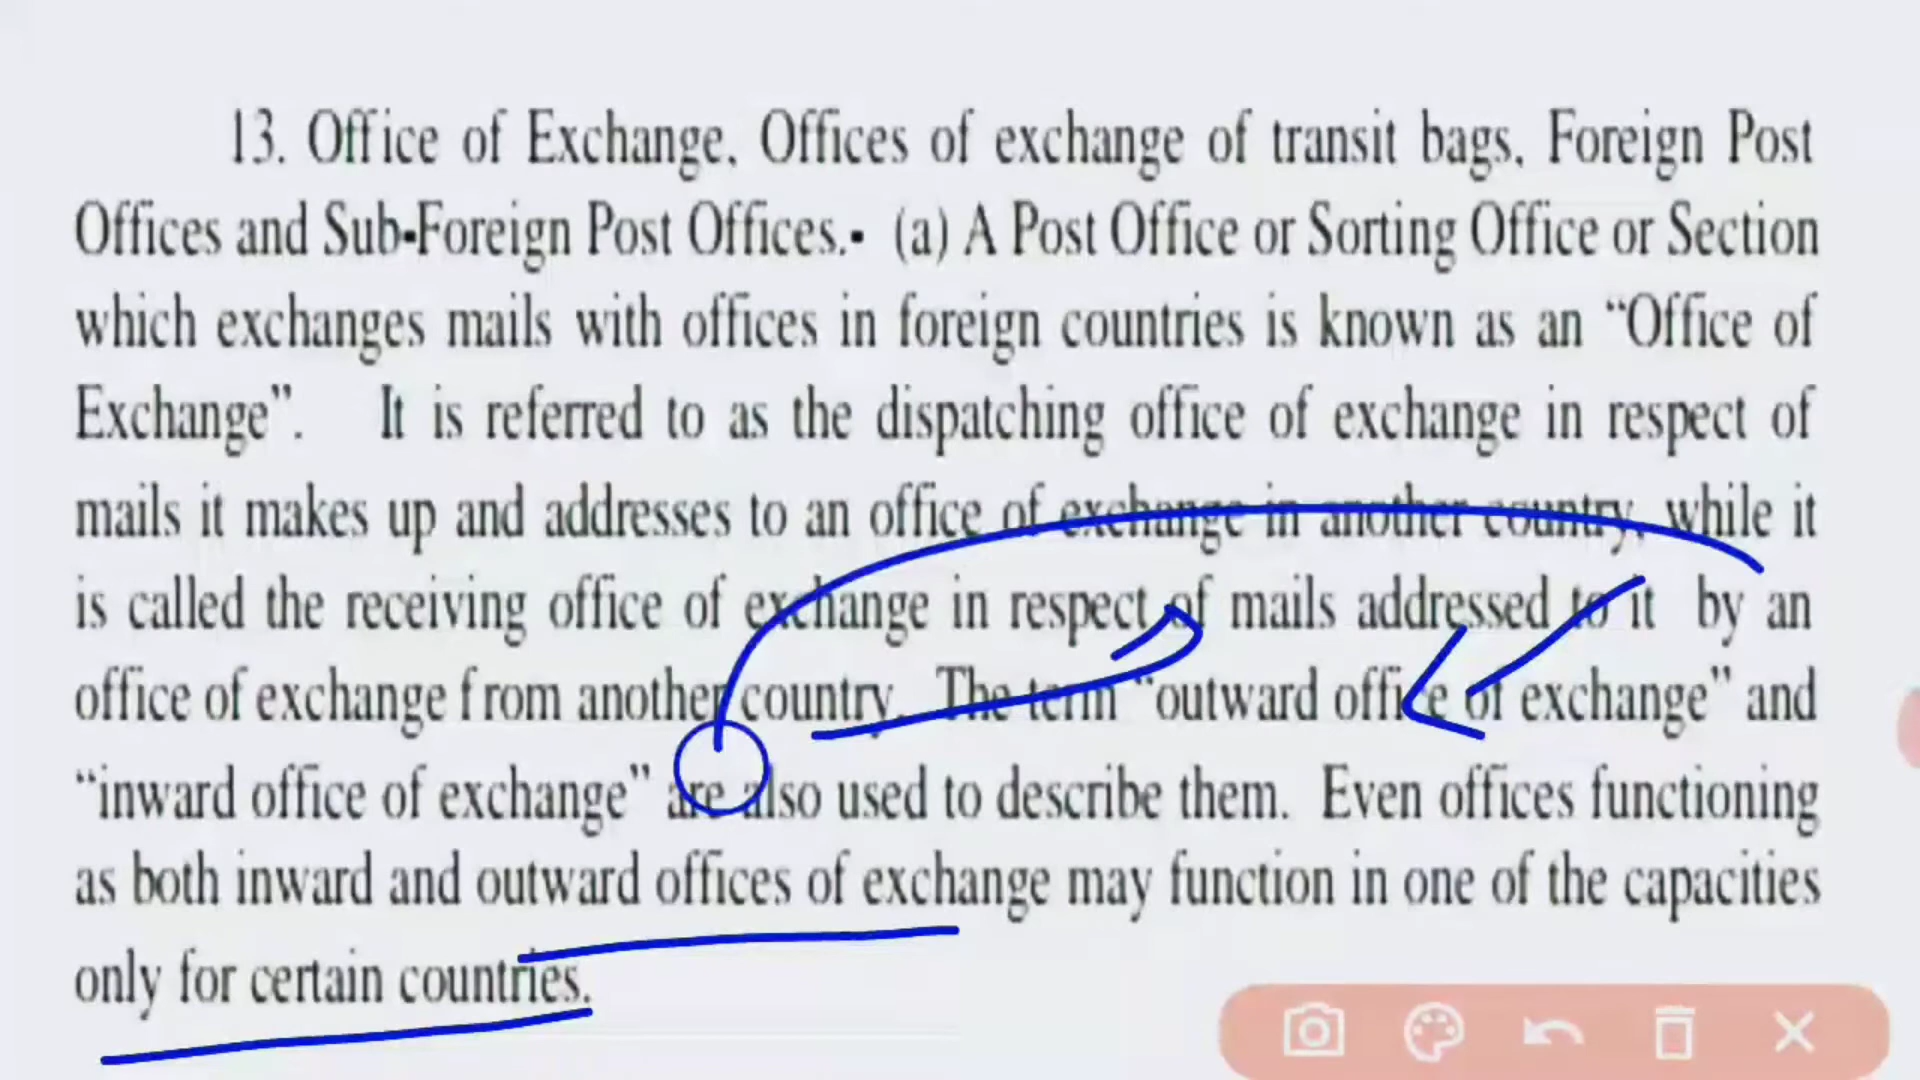 13. Office of Exchange, Offices of exchange of transit bags, Foreign Post
Offices and Sub-Foreign Post Offices.- (a) A Post Office or Sorting Office or Section
which exchanges mails with offices in foreign countries is known as an “Office of
Exchange”. It is referred to as the dispatching office of exchange in respect of
mails it makes up and addresses to an office of exchange in another country, while it
is called the receiving office of exchange in respect of mails addressed to it by an
office of exchange from another country. The term “outward office of exchange” and
“inward office of exchange” are also used to describe them. Even offices functioning
as both inward and outward offices of exchange may function in one of the capacities
only for certain countries.